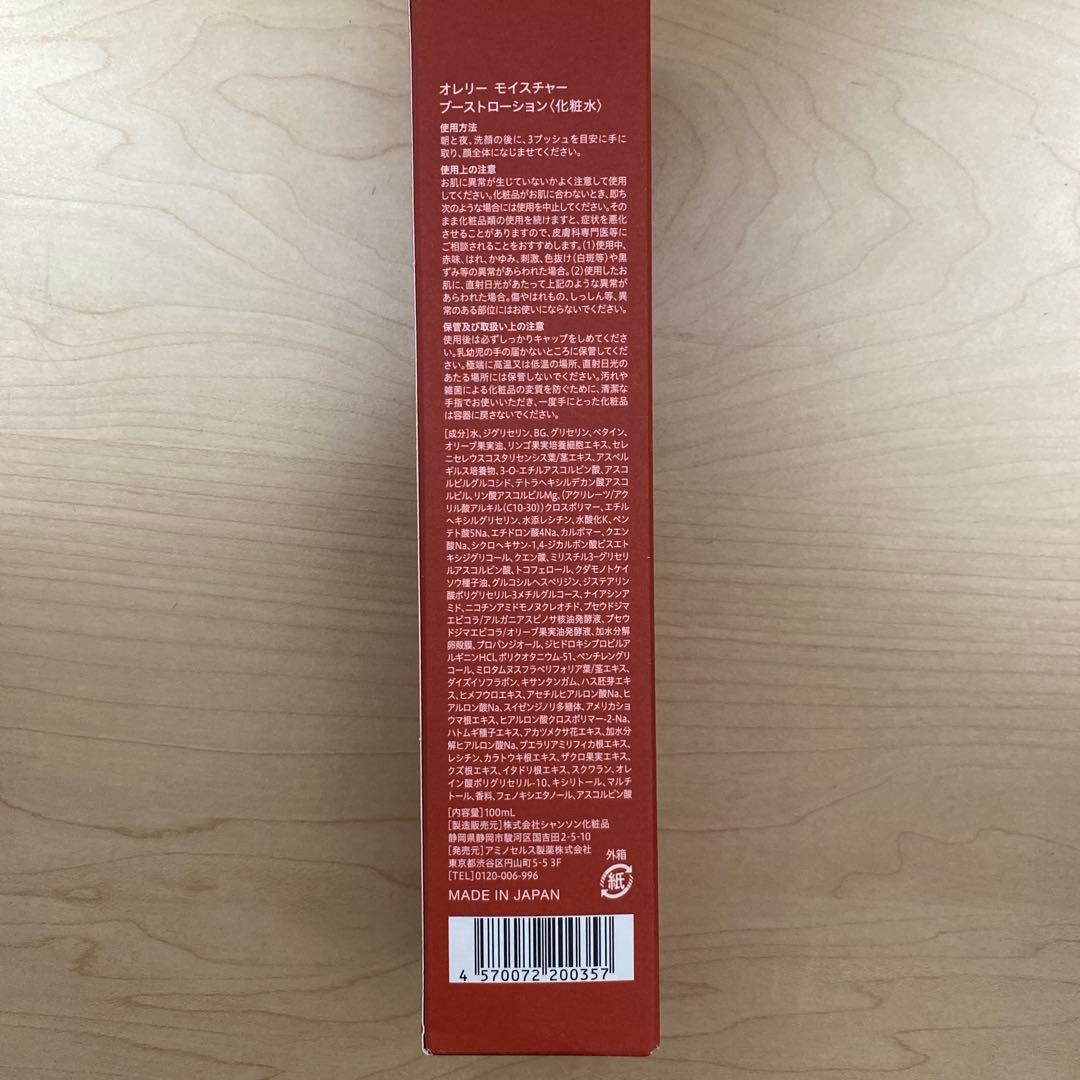 オレリー モイスチャー
ブーストローション〈化粧水〉
使用方法
朝と夜、洗顔の後に、3プッシュを目安に手に
取り、顔全体になじませてください。
使用上の注意
お肌に異常が生じていないかよく注意して使用
してください。化粧品がお肌に合わないとき、即ち
次のような場合には使用を中止してください。その
まま化粧品類の使用を続けますと、症状を悪化
させることがありますので、皮膚科専門医等に
ご相談されることをおすすめします。(1)使用中、
赤味、はれ、かゆみ、刺激、色抜け(白斑等)や黒
ずみ等の異常があらわれた場合。(2)使用したお
肌に、直射日光があたって上記のような異常が
あらわれた場合。傷やはれもの、しっしん等、異
常のある部位にはお使いにならないでください。
保管及び取扱い上の注意
使用後は必ずしっかりキャップをしめてくださ
い。乳幼児の手の届かないところに保管してくだ
さい。極端に高温又は低温の場所、直射日光の
あたる場所には保管しないでください。汚れや
雑菌による化粧品の変質を防ぐために、清潔な
手指でお使いいただき、一度手にとった化粧品
は容器に戻さないでください。
[成分]水、ジグリセリン、BG、グリセリン、ベタイン、
オリーブ果実油、リンゴ果実培養細胞エキス、セレ
ニセレウスコスタリセンシス葉/茎エキス、アスペル
ギルス培養物、3-O-エチルアスコルビン酸、アスコ
ルビルグルコシド、テトラヘキシルデカン酸アスコ
ルビル、リン酸アスコルビルMg、(アクリレーツ/アク
リル酸アルキル(C10-30))クロスポリマー、エチル
ヘキシルグリセリン、水添レシチン、水酸化K、ペン
テト酸5Na、エチドロン酸4Na、カルボマー、クエン
酸Na、シクロヘキサン-1,4-ジカルボン酸ビスエト
キシジグリコール、クエン酸、ミリスチル3-グリセリ
ルアスコルビン酸、トコフェロール、クダモノトケイ
ソウ種子油、グルコシルヘスペリジン、ジステアリン
酸ポリグリセリル-3メチルグルコース、ナイアシンア
ミド、ニコチンアミドモノヌクレオチド、プセウドジマ
エピコラ/アルガニアスピノサ核油発酵液、プセウ
ドジマエピコラ/オリーブ果実油発酵液、加水分解
卵殻膜、プロパンジオール、ジヒドロキシプロピルア
ルギニンHCl、ポリクオタニウム-51、ペンチレングリ
コール、ミロタムヌスフラベリフォリア葉/茎エキス、
ダイズイソフラボン、キサンタンガム、ハス胚芽エキ
ス、ヒメフウロエキス、アセチルヒアルロン酸Na、ヒ
アルロン酸Na、スイゼンジノリ多糖体、アメリカショ
ウマ根エキス、ヒアルロン酸クロスポリマー-2-Na、
ハトムギ種子エキス、アカツメクサ花エキス、加水分
解ヒアルロン酸Na、プエラリアミリフィカ根エキス、
レシチン、カラトウキ根エキス、ザクロ果実エキス、
クズ根エキス、イタドリ根エキス、スクワラン、オレ
イン酸ポリグリセリル-10、キシリトール、マルチ
トール、香料、フェノキシエタノール、アスコルビン酸
[内容量]100mL
[製造販売元]株式会社シャンソン化粧品
静岡県静岡市駿河区国吉田2-5-10
[発売元]アミノセルス製薬株式会社
東京都渋谷区円山町5-5 3F
[TEL]0120-006-996
MADE IN JAPAN
外箱
紙
4 570072 200357